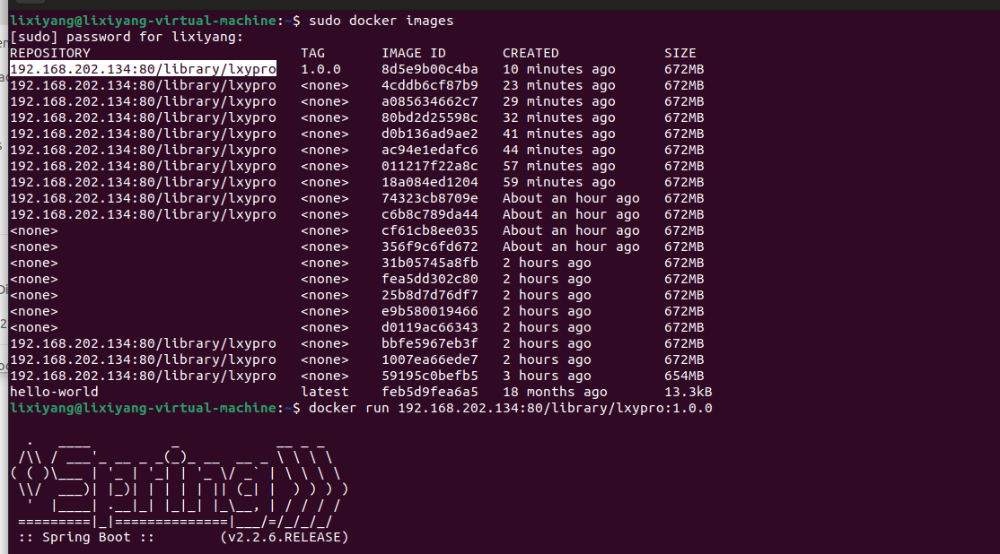 lixiyang@lixiyang-virtual-machine:~$ sudo docker images
[sudo] password for lixiyang:
REPOSITORY                          TAG       IMAGE ID       CREATED             SIZE
192.168.202.134:80/library/lxypro   1.0.0     8d5e9b00c4ba   10 minutes ago      672MB
192.168.202.134:80/library/lxypro   <none>    4cddb6cf87b9   23 minutes ago      672MB
192.168.202.134:80/library/lxypro   <none>    a085634662c7   29 minutes ago      672MB
192.168.202.134:80/library/lxypro   <none>    80bd2d25598c   32 minutes ago      672MB
192.168.202.134:80/library/lxypro   <none>    d0b136ad9ae2   41 minutes ago      672MB
192.168.202.134:80/library/lxypro   <none>    ac94e1edafc6   44 minutes ago      672MB
192.168.202.134:80/library/lxypro   <none>    011217f22a8c   57 minutes ago      672MB
192.168.202.134:80/library/lxypro   <none>    18a084ed1204   59 minutes ago      672MB
192.168.202.134:80/library/lxypro   <none>    74323cb8709e   About an hour ago   672MB
192.168.202.134:80/library/lxypro   <none>    c6b8c789da44   About an hour ago   672MB
<none>                              <none>    cf61cb8ee035   About an hour ago   672MB
<none>                              <none>    356f9c6fd672   About an hour ago   672MB
<none>                              <none>    31b05745a8fb   2 hours ago         672MB
<none>                              <none>    fea5dd302c80   2 hours ago         672MB
<none>                              <none>    25b8d7d76df7   2 hours ago         672MB
<none>                              <none>    e9b580019466   2 hours ago         672MB
<none>                              <none>    d0119ac66343   2 hours ago         672MB
192.168.202.134:80/library/lxypro   <none>    bbfe5967eb3f   2 hours ago         672MB
192.168.202.134:80/library/lxypro   <none>    1007ea66ede7   2 hours ago         672MB
192.168.202.134:80/library/lxypro   <none>    59195c0befb5   3 hours ago         654MB
hello-world                         latest    feb5d9fea6a5   18 months ago       13.3kB
lixiyang@lixiyang-virtual-machine:~$ docker run 192.168.202.134:80/library/lxypro:1.0.0
  .   ____          _            __ _ _
 /\\ / ___'_ __ _ _(_)_ __  __ _ \ \ \ \
( ( )\___ | '_ | '_| | '_ \/ _` | \ \ \ \
 \\/  ___)| |_)| | | | | || (_| |  ) ) ) )
  '  |____| .__|_| |_|_| |_\__, | / / / /
 =========|_|==============|___/=/_/_/_/
 :: Spring Boot ::        (v2.2.6.RELEASE)